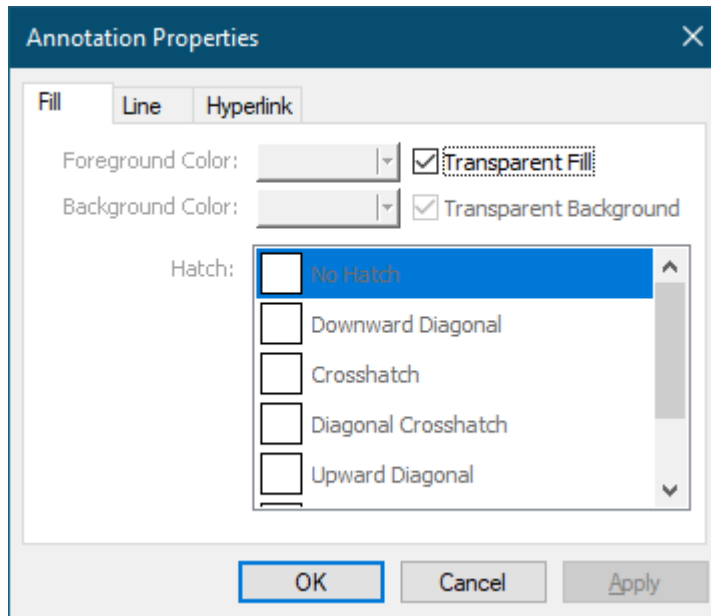 Annotation Properties
Fill Line Hyperlink
Foreground Color: Transparent Fill
Background Color: Transparent Background
Hatch: No Hatch
Downward Diagonal
Crosshatch
Diagonal Crosshatch
Upward Diagonal
OK Cancel Apply